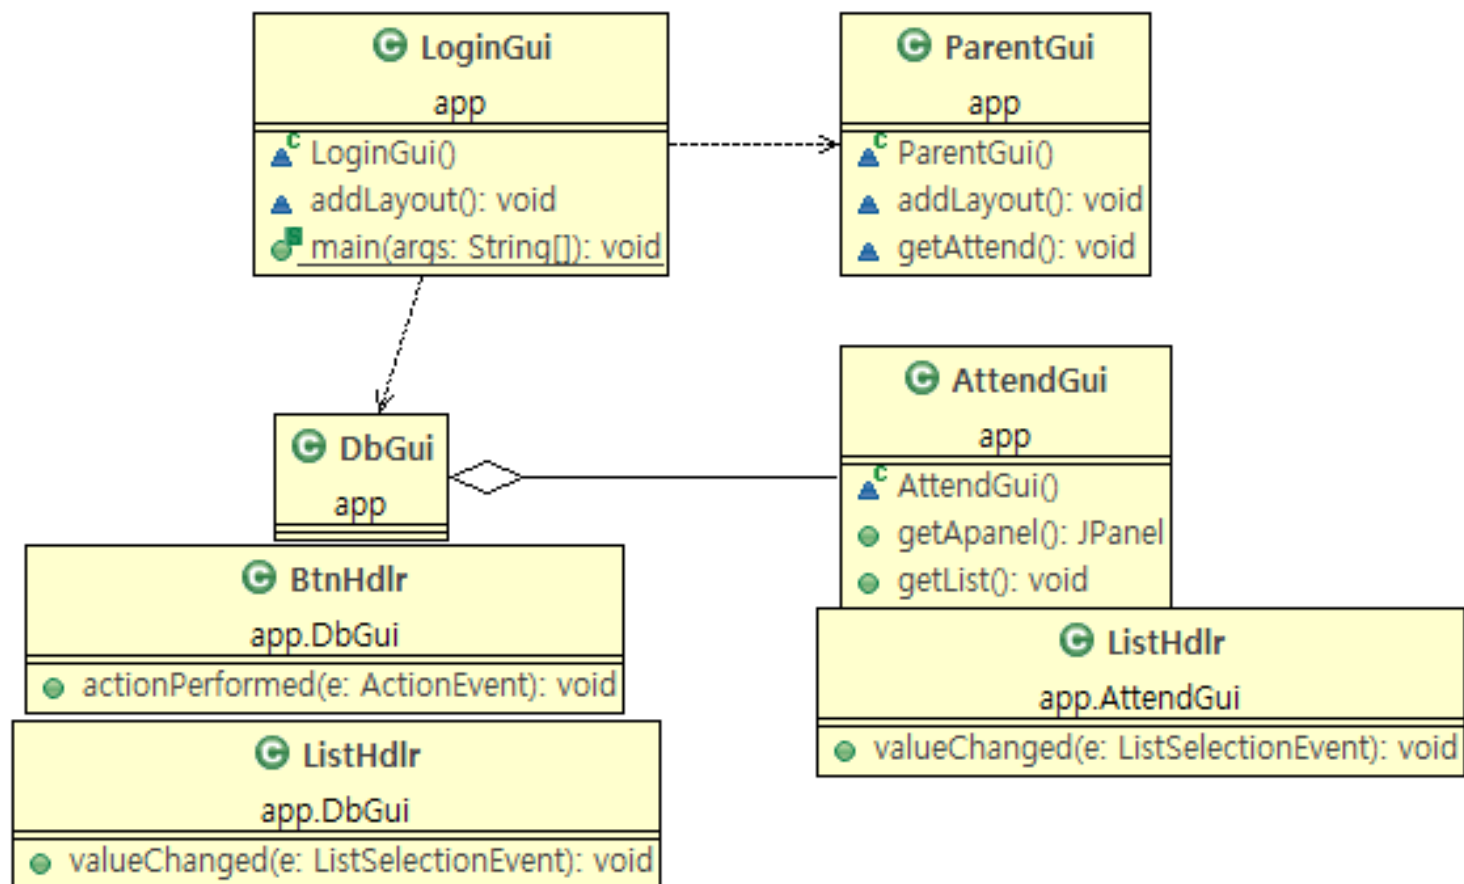 LoginGui
app
LoginGui()
addLayout(): void
main(args: String[]): void
ParentGui
app
ParentGui()
addLayout(): void
getAttend(): void
DbGui
app
AttendGui
app
AttendGui()
getApanel(): JPanel
getList(): void
BtnHdlr
app.DbGui
actionPerformed(e: ActionEvent): void
ListHdlr
app.AttendGui
valueChanged(e: ListSelectionEvent): void
ListHdlr
app.DbGui
valueChanged(e: ListSelectionEvent): void